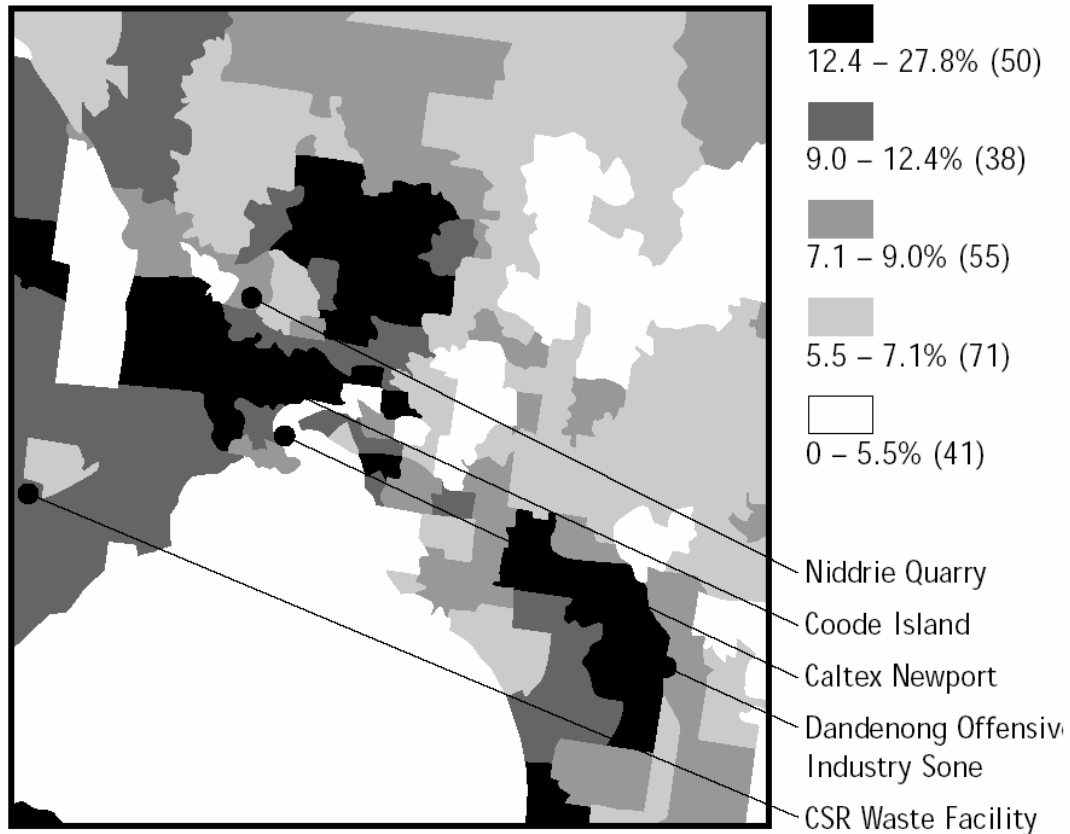 12.4 – 27.8% (50)
9.0 – 12.4% (38)
7.1 – 9.0% (55)
5.5 – 7.1% (71)
0 – 5.5% (41)
Niddrie Quarry
Coode Island
Caltex Newport
Dandenong Offensiv
Industry Sone
CSR Waste Facility